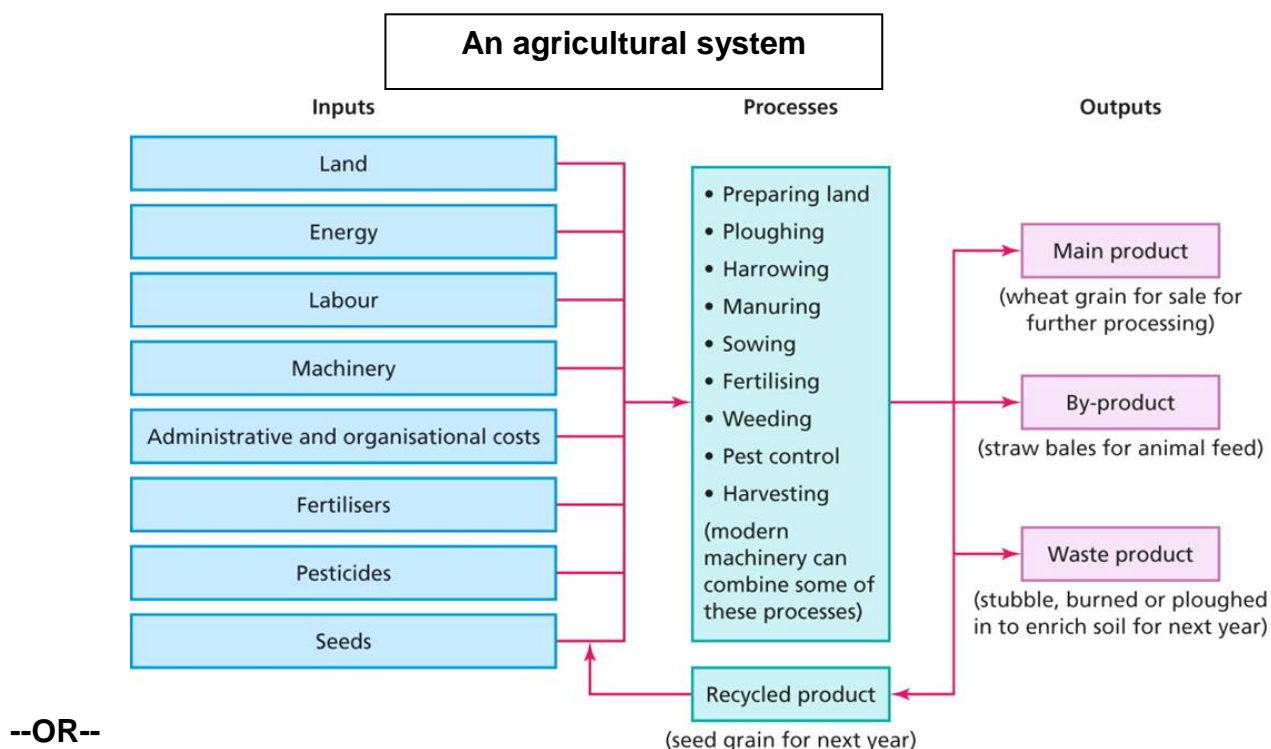 An agricultural system
Inputs
Processes
Outputs
Land
Energy
Labour
Machinery
Administrative and organisational costs
Fertilisers
Pesticides
Seeds
• Preparing land
• Ploughing
• Harrowing
• Manuring
• Sowing
• Fertilising
• Weeding
• Pest control
• Harvesting
(modern
machinery can
combine some of
these processes)
Recycled product
(seed grain for next year)
Main product
(wheat grain for sale for
further processing)
By-product
(straw bales for animal feed)
Waste product
(stubble, burned or ploughed
in to enrich soil for next year)
--OR--